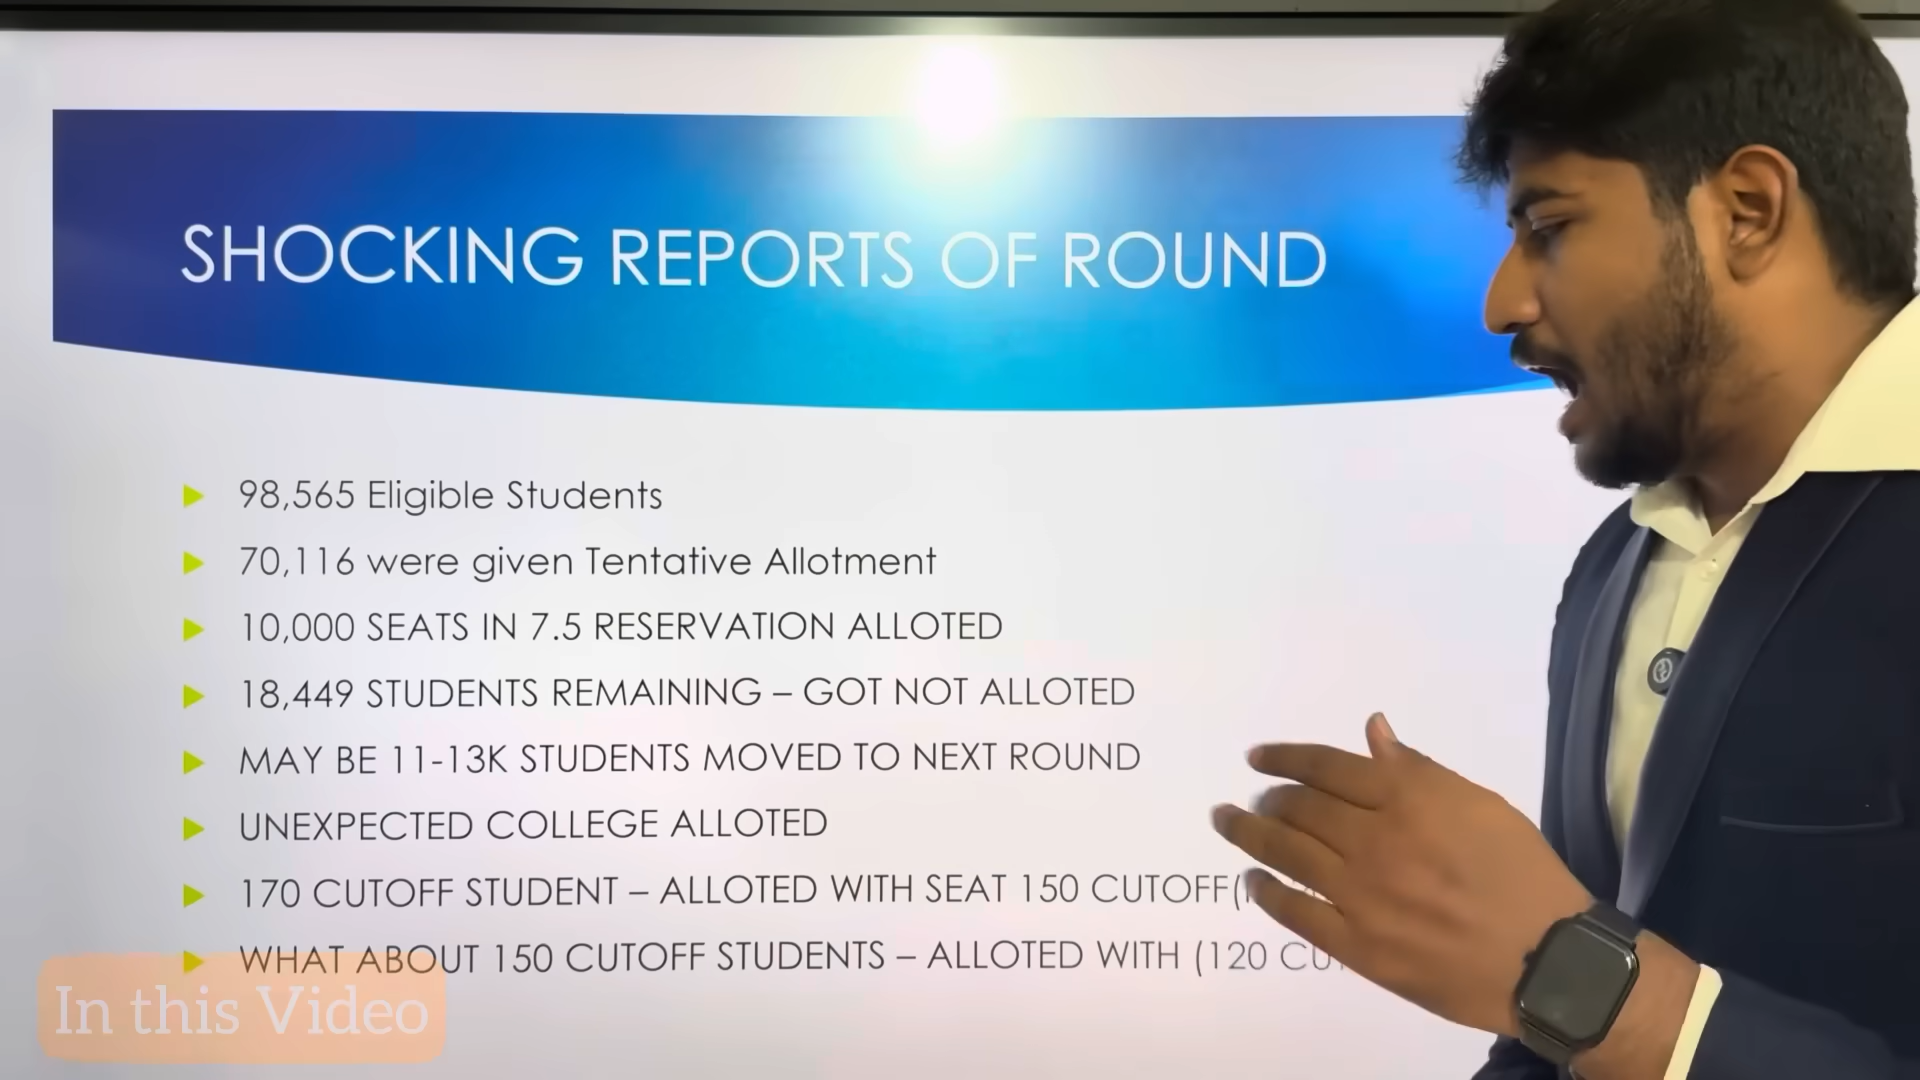 SHOCKING REPORTS OF ROUND
98,565 Eligible Students
70,116 were given Tentative Allotment
10,000 SEATS IN 7.5 RESERVATION ALLOTED
18,449 STUDENTS REMAINING – GOT NOT ALLOTED
MAY BE 11-13K STUDENTS MOVED TO NEXT ROUND
UNEXPECTED COLLEGE ALLOTED
170 CUTOFF STUDENT – ALLOTED WITH SEAT 150 CUTOFF(
WHAT ABOUT 150 CUTOFF STUDENTS – ALLOTED WITH (120
In this Video